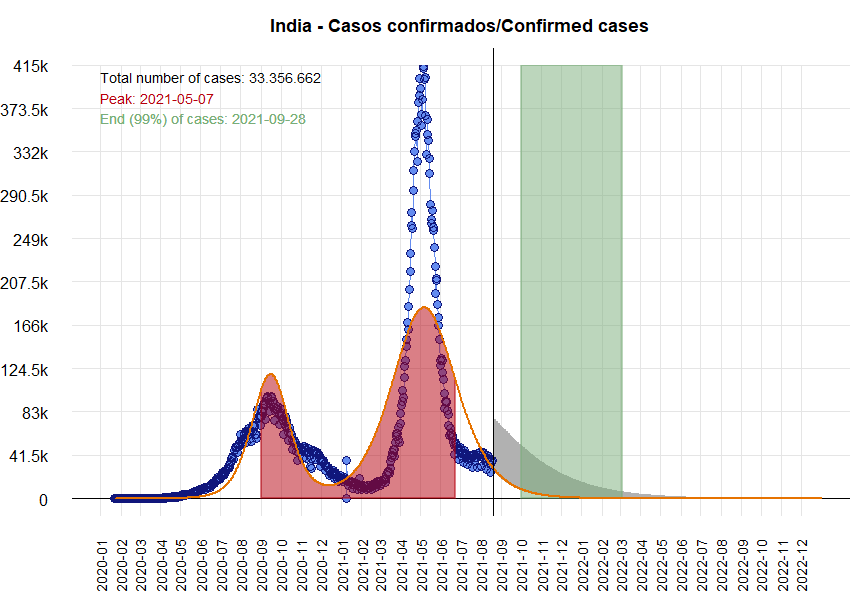 India - Casos confirmados/Confirmed cases
Total number of cases: 33.356.662
Peak: 2021-05-07
End (99%) of cases: 2021-09-28
415k
373.5k
332k
290.5k
249k
207.5k
166k
124.5k
83k
41.5k
0
2020-01
2020-02
2020-03
2020-04
2020-05
2020-06
2020-07
2020-08
2020-09
2020-10
2020-11
2020-12
2021-01
2021-02
2021-03
2021-04
2021-05
2021-06
2021-07
2021-08
2021-09
2021-10
2021-11
2021-12
2022-01
2022-02
2022-03
2022-04
2022-05
2022-06
2022-07
2022-08
2022-09
2022-10
2022-11
2022-12